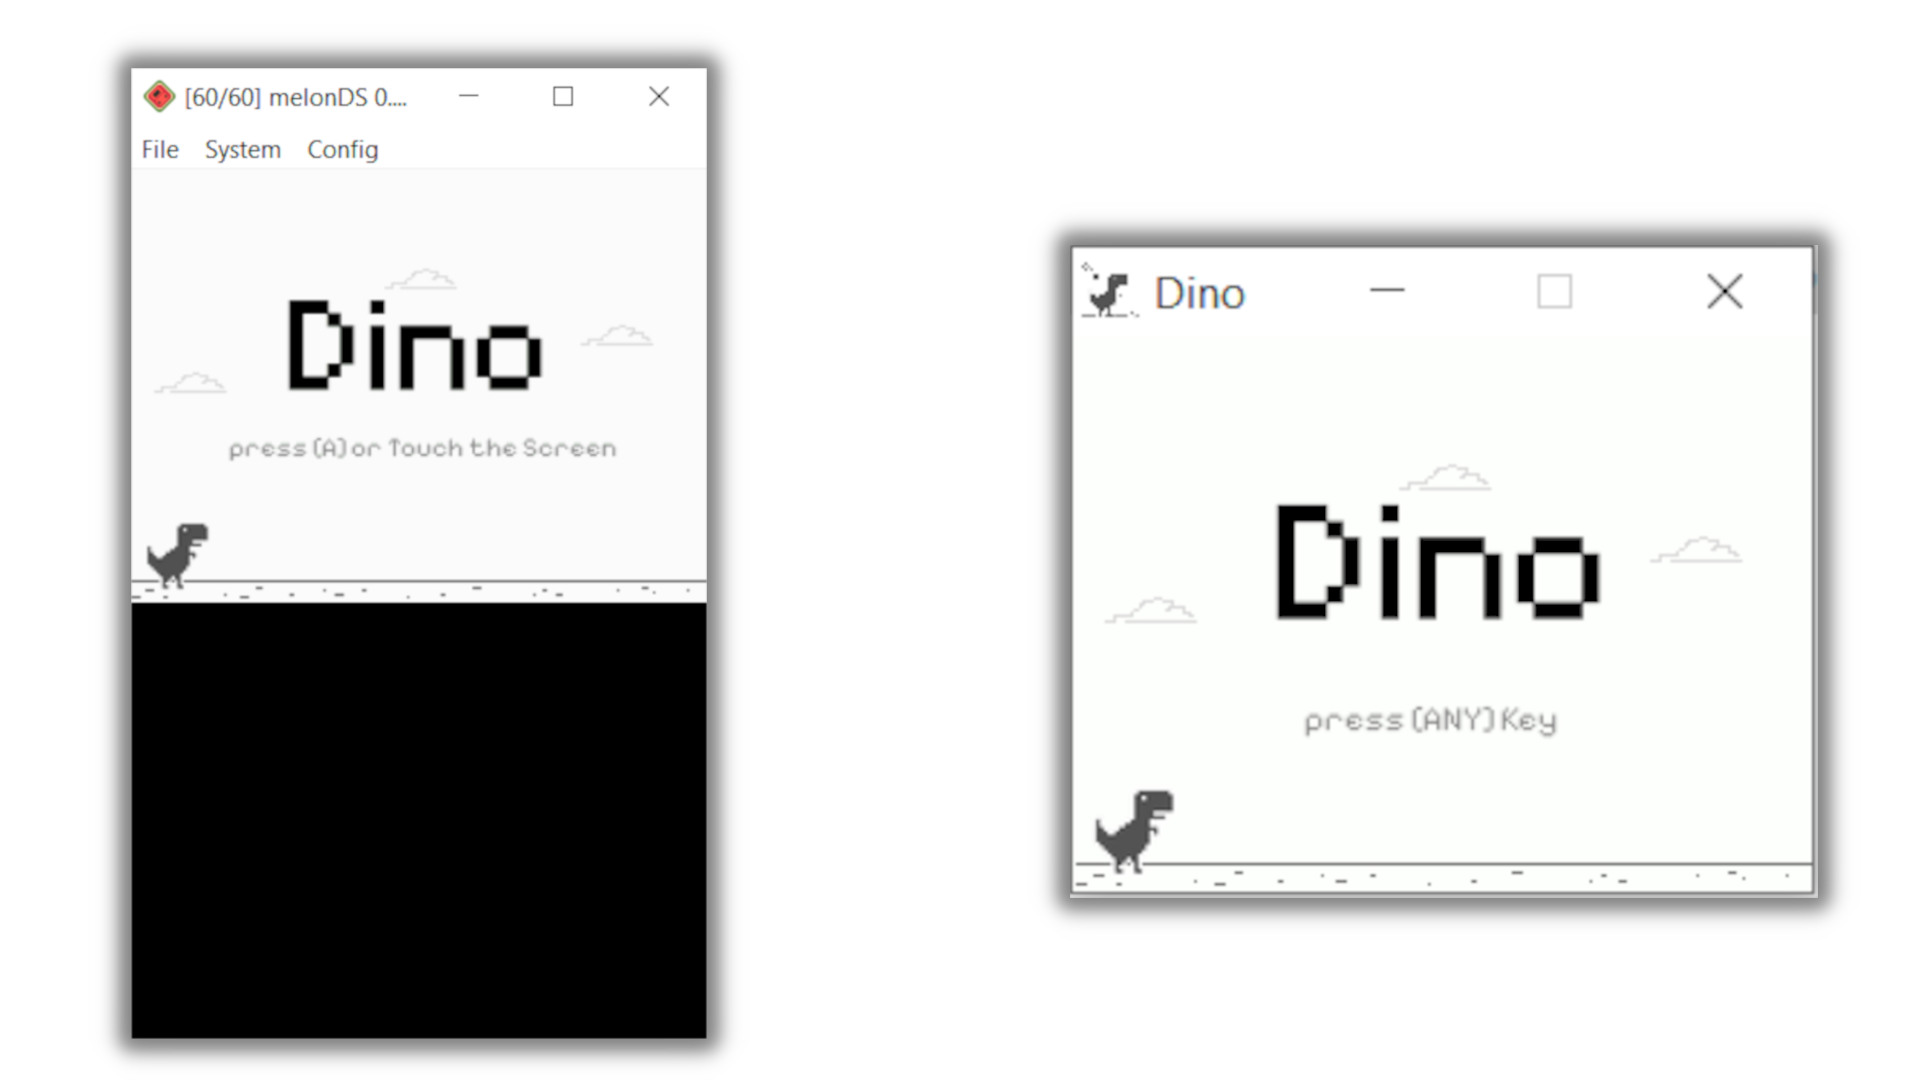 [60/60] melonDS 0....
File System Config
Dino
press (A) or Touch the Screen
Dino
Dino
press (ANY) Key